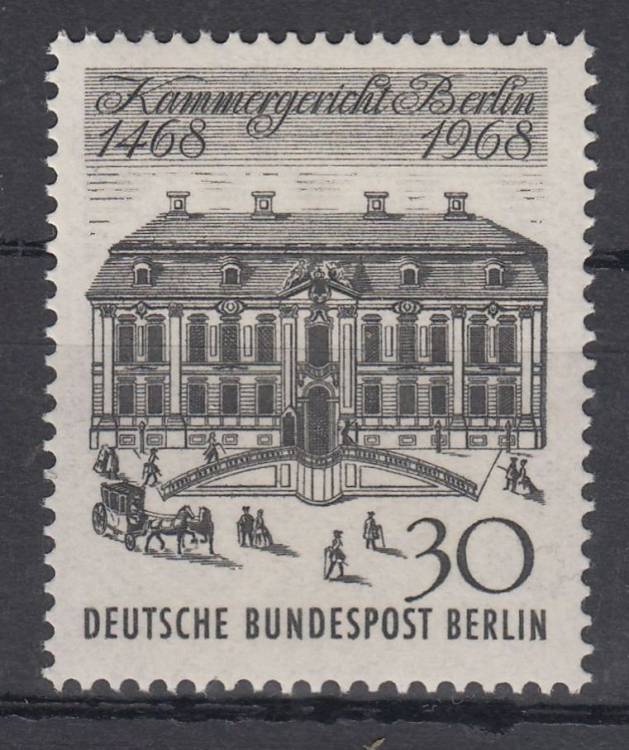 Kammergericht Berlin
1468 1968
30
DEUTSCHE BUNDESPOST BERLIN